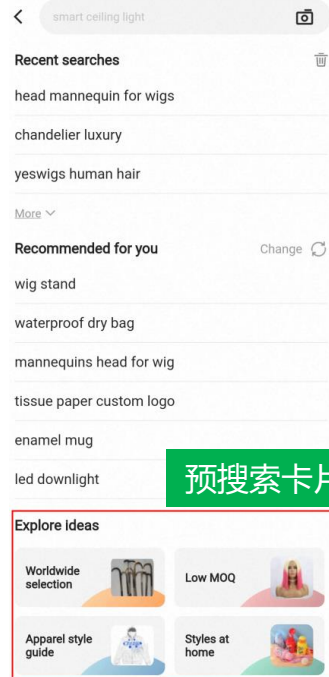 smart ceiling light
Recent searches
head mannequin for wigs
chandelier luxury
yeswigs human hair
More
Recommended for you
Change
wig stand
waterproof dry bag
mannequins head for wig
tissue paper custom logo
enamel mug
led downlight
预搜索卡片
Explore ideas
Worldwide
selection
Low MOQ
Apparel style
guide
Styles at
home